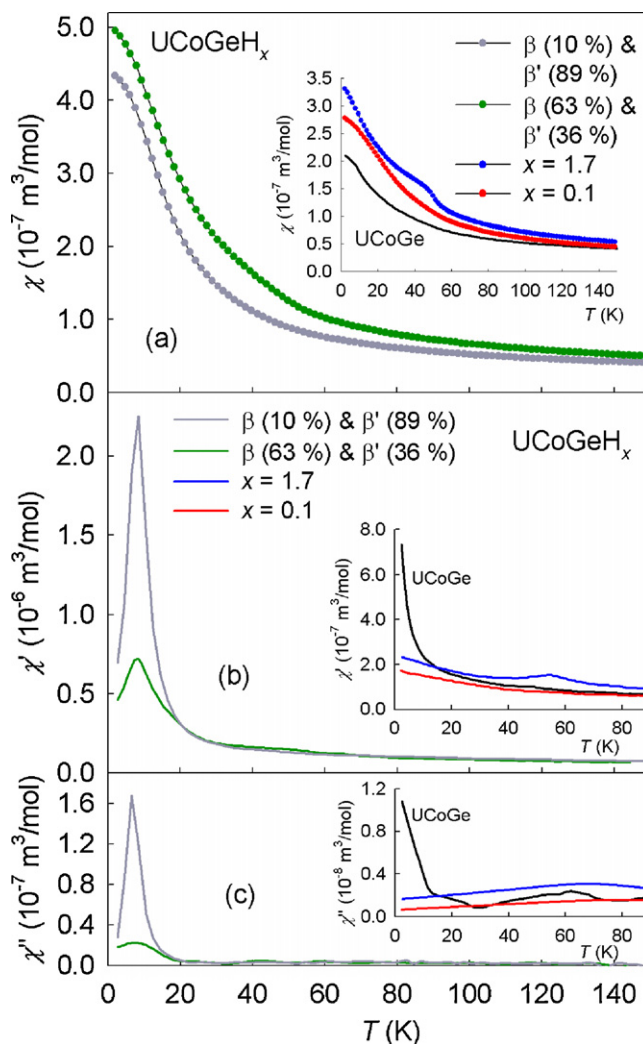 5.0
4.0
3.0
2.0
1.0
0.0
χ (10⁻⁷ m³/mol)
UCoGeHₓ
(a)
β (10 %) &
β' (89 %)
β (63 %) &
β' (36 %)
x = 1.7
x = 0.1
3.5
3.0
2.5
2.0
1.5
1.0
0.5
0.0
χ (10⁻⁷ m³/mol)
UCoGe
0 20 40 60 80 100 120 140
T (K)
2.0
1.5
1.0
0.5
0.0
χ' (10⁻⁶ m³/mol)
β (10 %) & β' (89 %)
β (63 %) & β' (36 %)
x = 1.7
x = 0.1
UCoGeHₓ
(b)
8.0
6.0
4.0
2.0
0.0
χ' (10⁻⁷ m³/mol)
UCoGe
0 20 40 60 80
T (K)
1.6
1.2
0.8
0.4
0.0
χ'' (10⁻⁷ m³/mol)
(c)
1.2
0.8
0.4
0.0
χ'' (10⁻⁸ m³/mol)
UCoGe
0 20 40 60 80
T (K)
0 20 40 60 80 100 120 140
T (K)